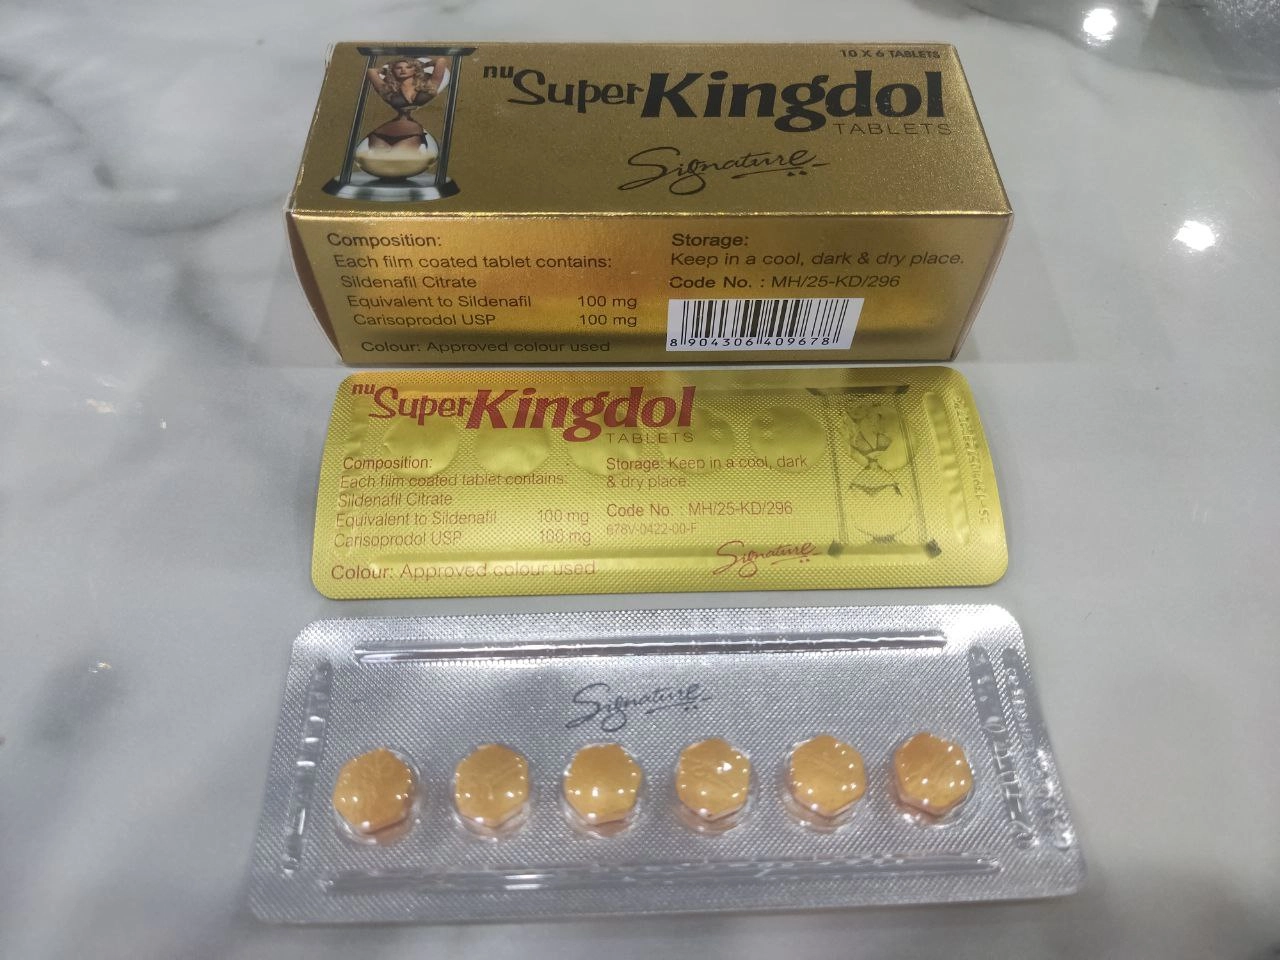 10 X 6 TABLETS
nu Super Kingdol
TABLETS
Signature
Composition:
Each film coated tablet contains:
Sildenafil Citrate
Equivalent to Sildenafil 100 mg
Carisoprodol USP 100 mg
Colour: Approved colour used
Storage:
Keep in a cool, dark & dry place.
Code No. : MH/25-KD/296
8 904306 409678
nu Super Kingdol
TABLETS
Composition:
Each film coated tablet contains:
Sildenafil Citrate
Equivalent to Sildenafil 100 mg
Carisoprodol USP 100 mg
Colour: Approved colour used
Storage: Keep in a cool, dark
& dry place.
Code No. : MH/25-KD/296
678V-0422-00-F
Signature
Signature